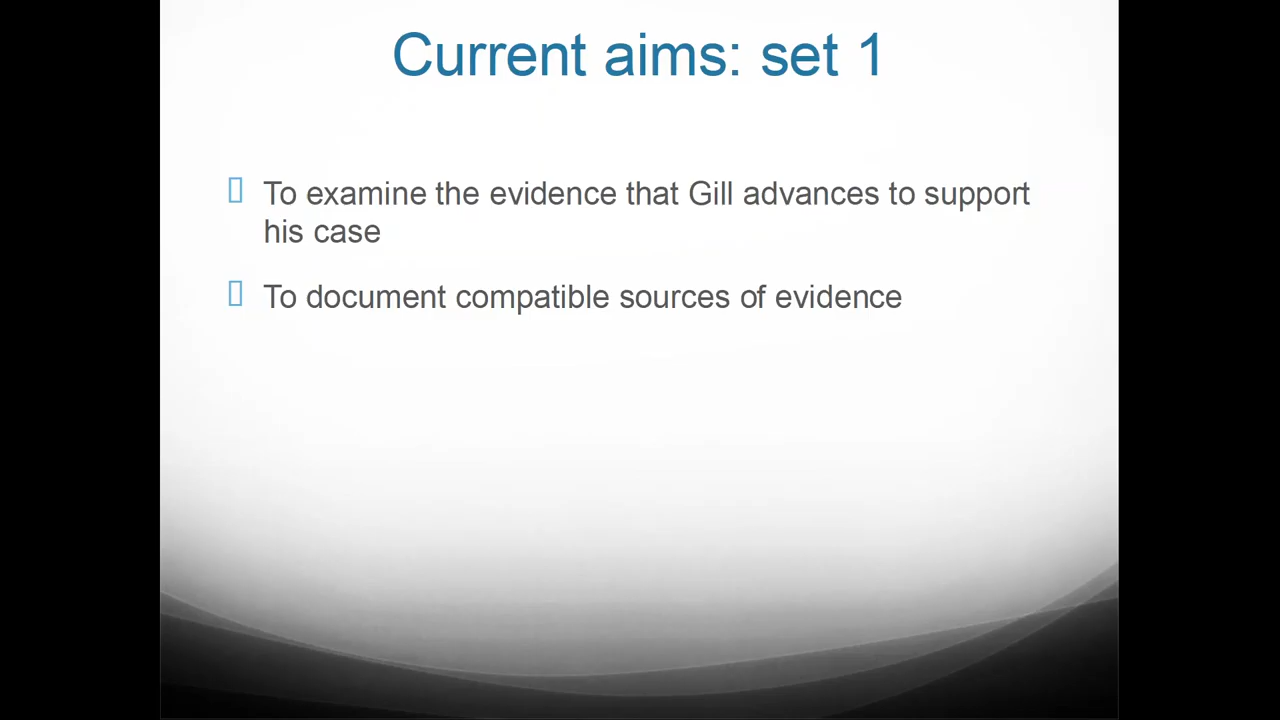 Current aims: set 1
To examine the evidence that Gill advances to support
his case
To document compatible sources of evidence